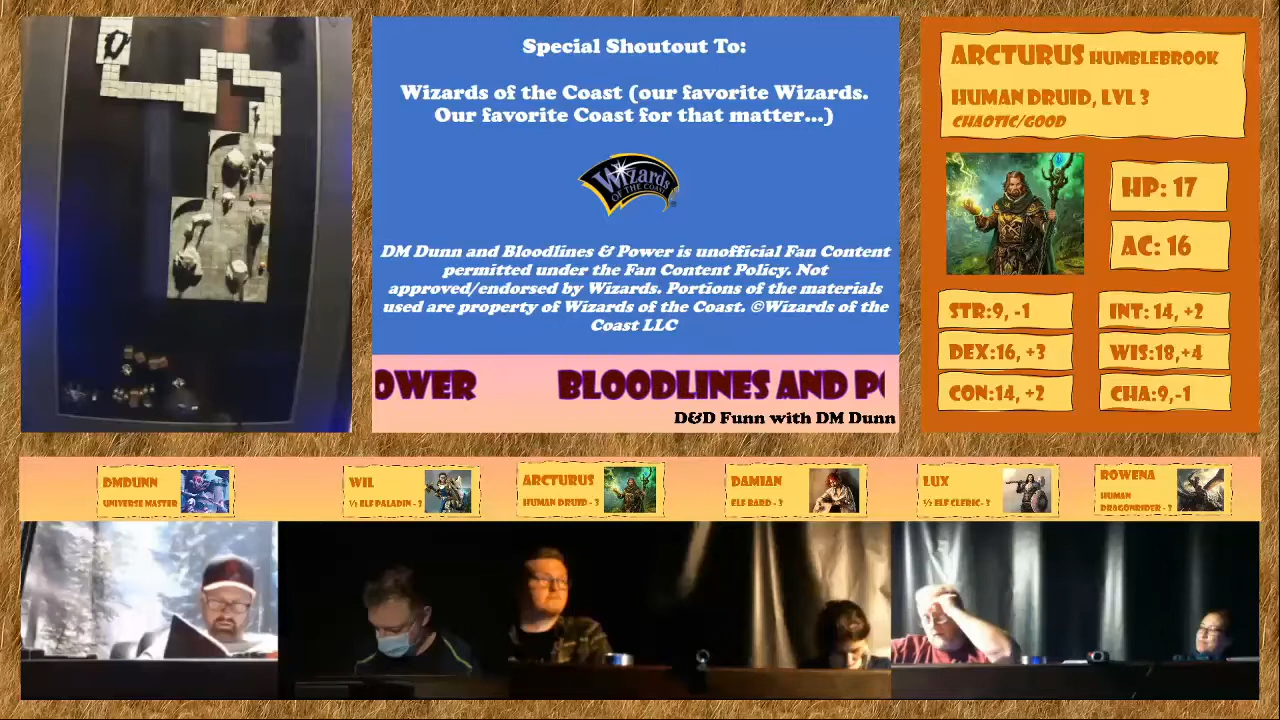 Special Shoutout To:
Wizards of the Coast (our favorite Wizards.
Our favorite Coast for that matter...)
Wizards
OF THE COAST
DM Dunn and Bloodlines & Power is unofficial Fan Content
permitted under the Fan Content Policy. Not
approved/endorsed by Wizards. Portions of the materials
used are property of Wizards of the Coast. ©Wizards of the
Coast LLC
OWER BLOODLINES AND PO
D&D Funn with DM Dunn
ARCTURUS HUMBLEBROOK
HUMAN DRUID, LVL 3
CHAOTIC/GOOD
HP: 17
AC: 16
STR:9, -1
INT: 14, +2
DEX:16, +3
WIS:18,+4
CON:14, +2
CHA:9,-1
DMDUNN
UNIVERSE MASTER
WIL
½ ELF PALADIN - 3
ARCTURUS
HUMAN DRUID - 3
DAMIAN
ELF BARD - 3
LUX
½ ELF CLERIC- 3
ROWENA
HUMAN
DRAGONRIDER - 3